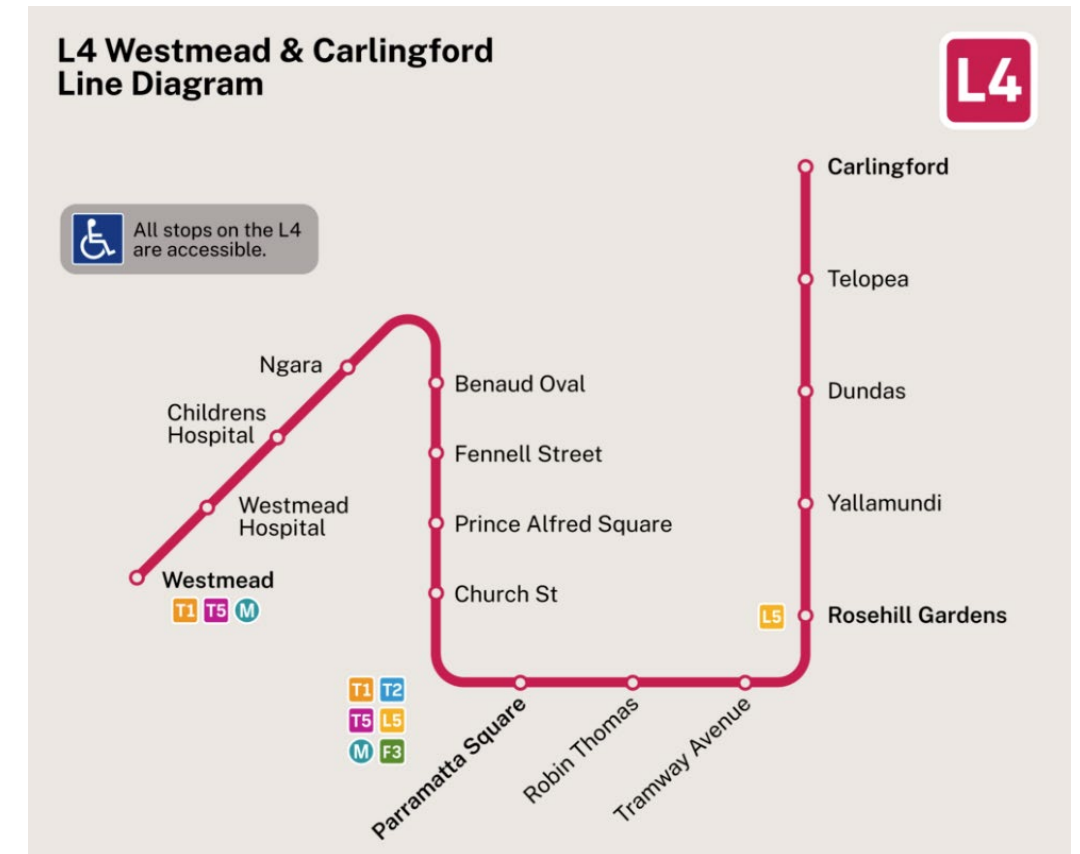 L4 Westmead & Carlingford
Line Diagram
L4
All stops on the L4
are accessible.
Carlingford
Telopea
Dundas
Yallamundi
L5
Rosehill Gardens
Ngara
Childrens
Hospital
Westmead
Hospital
Westmead
T1 T5 M
Benaud Oval
Fennell Street
Prince Alfred Square
Church St
T1 T2
T5 L5
M F3
Parramatta Square
Robin Thomas
Tramway Avenue